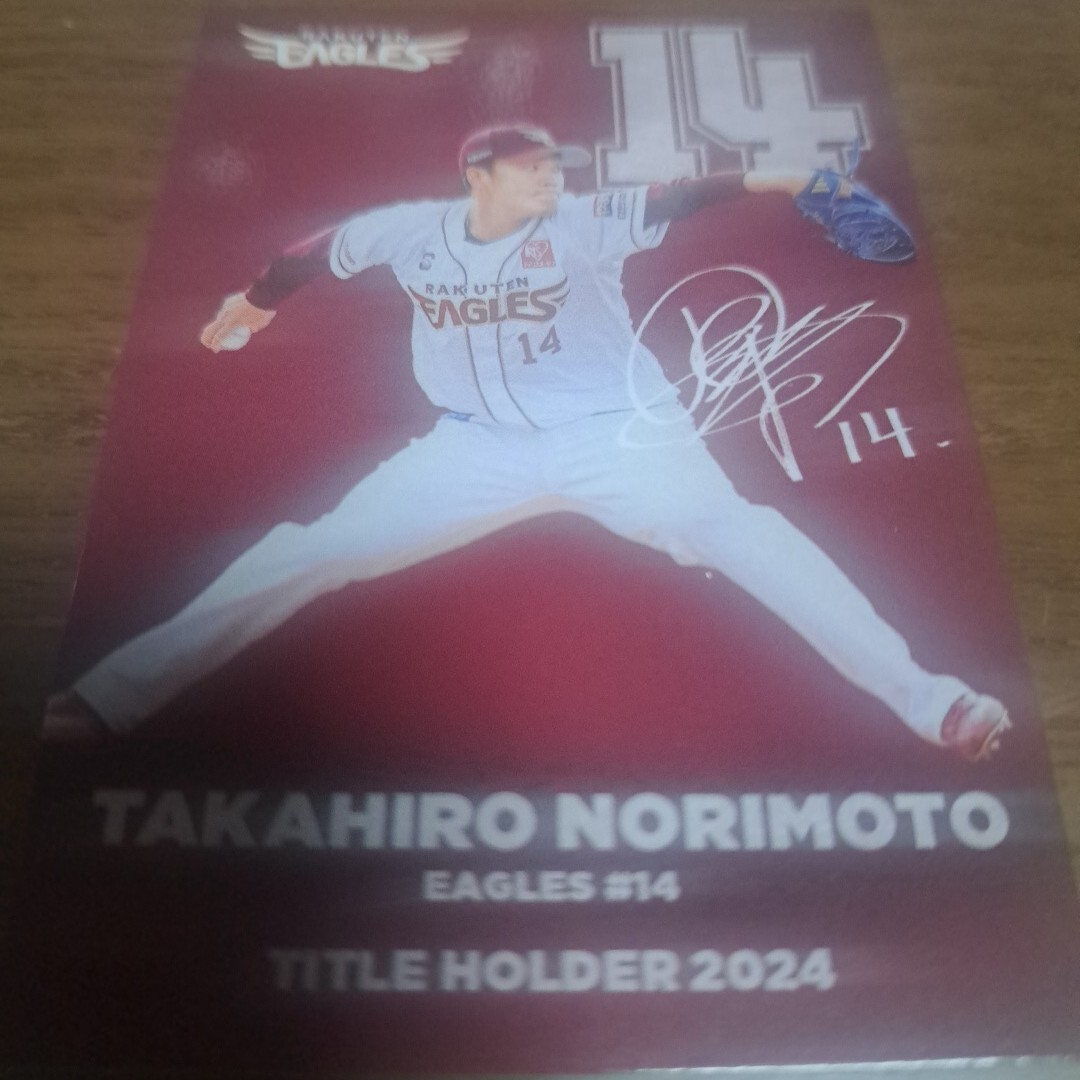 RAKUTEN
EAGLES
14
RAKUTEN
EAGLES
14
14.
TAKAHIRO NORIMOTO
EAGLES #14
TITLE HOLDER 2024